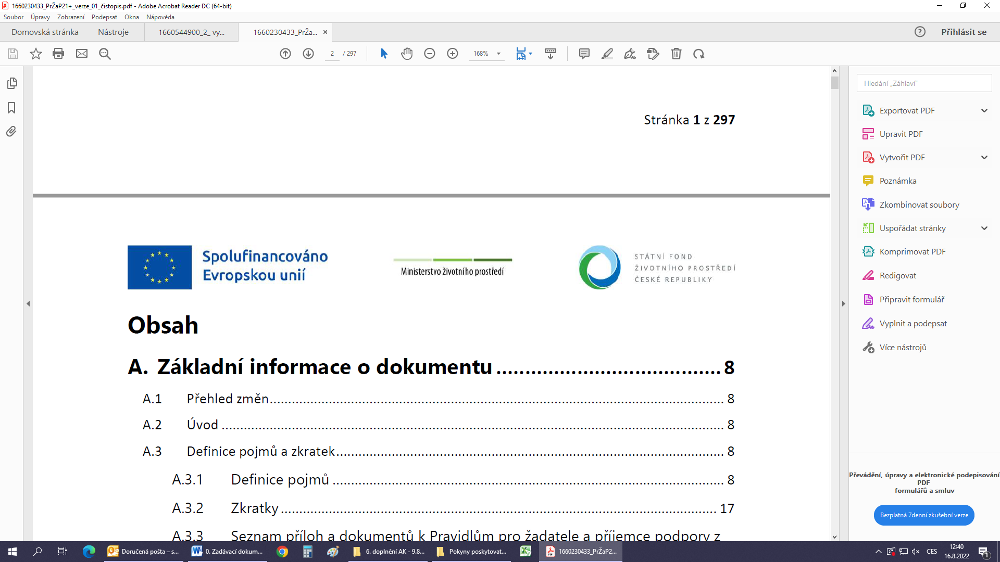 1660230433_PrŽaP21+_verze_01_čistopis.pdf - Adobe Acrobat Reader DC (64-bit)
Soubor Úpravy Zobrazení Podepsat Okna Nápověda
Domovská stránka Nástroje 1660544900_2_ vy... 1660230433_PrŽa... × Přihlásit se
2 / 297 168%
Stránka 1 z 297
Spolufinancováno
Evropskou unií
Ministerstvo životního prostředí
STÁTNÍ FOND
ŽIVOTNÍHO PROSTŘEDÍ
ČESKÉ REPUBLIKY
Obsah
A. Základní informace o dokumentu ....................................... 8
A.1 Přehled změn........................................................................................................................... 8
A.2 Úvod ....................................................................................................................................... 8
A.3 Definice pojmů a zkratek......................................................................................................... 8
A.3.1 Definice pojmů ......................................................................................................... 8
A.3.2 Zkratky ..................................................................................................................... 17
A.3.3 Seznam příloh a dokumentů k Pravidlům pro žadatele a příjemce podpory z
Hledání „Záhlaví"
Exportovat PDF
Upravit PDF
Vytvořit PDF
Poznámka
Zkombinovat soubory
Uspořádat stránky
Komprimovat PDF
Redigovat
Připravit formulář
Vyplnit a podepsat
Více nástrojů
Převádění, úpravy a elektronické podepisování
PDF
formulářů a smluv
Bezplatná 7denní zkušební verze
Doručená pošta – s... 0. Zadávací dokum... 6. doplnění AK - 9.8... Pokyny poskytovat... 1660230433_PrŽaP2... CES 12:40
16.8.2022
1